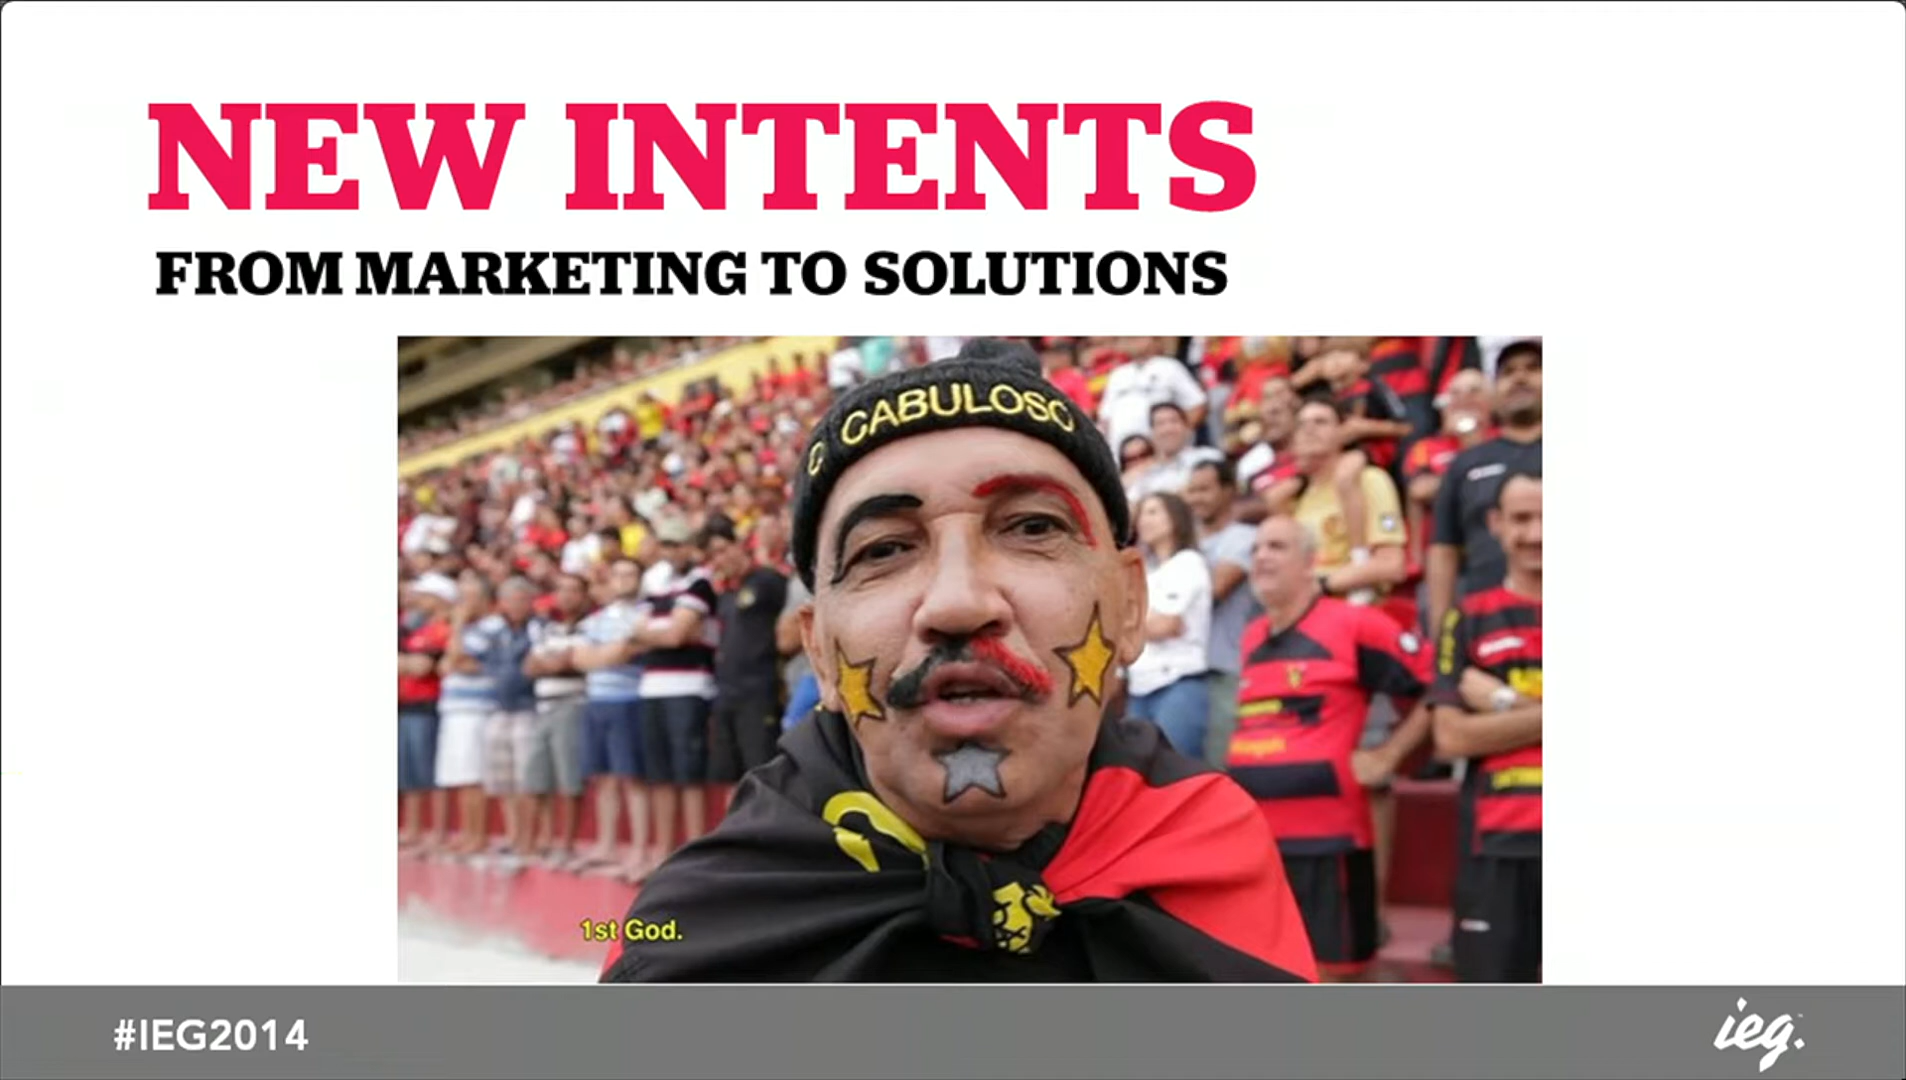 NEW INTENTS
FROM MARKETING TO SOLUTIONS
O CABULOSO
1st God.
#IEG2014
ieg.